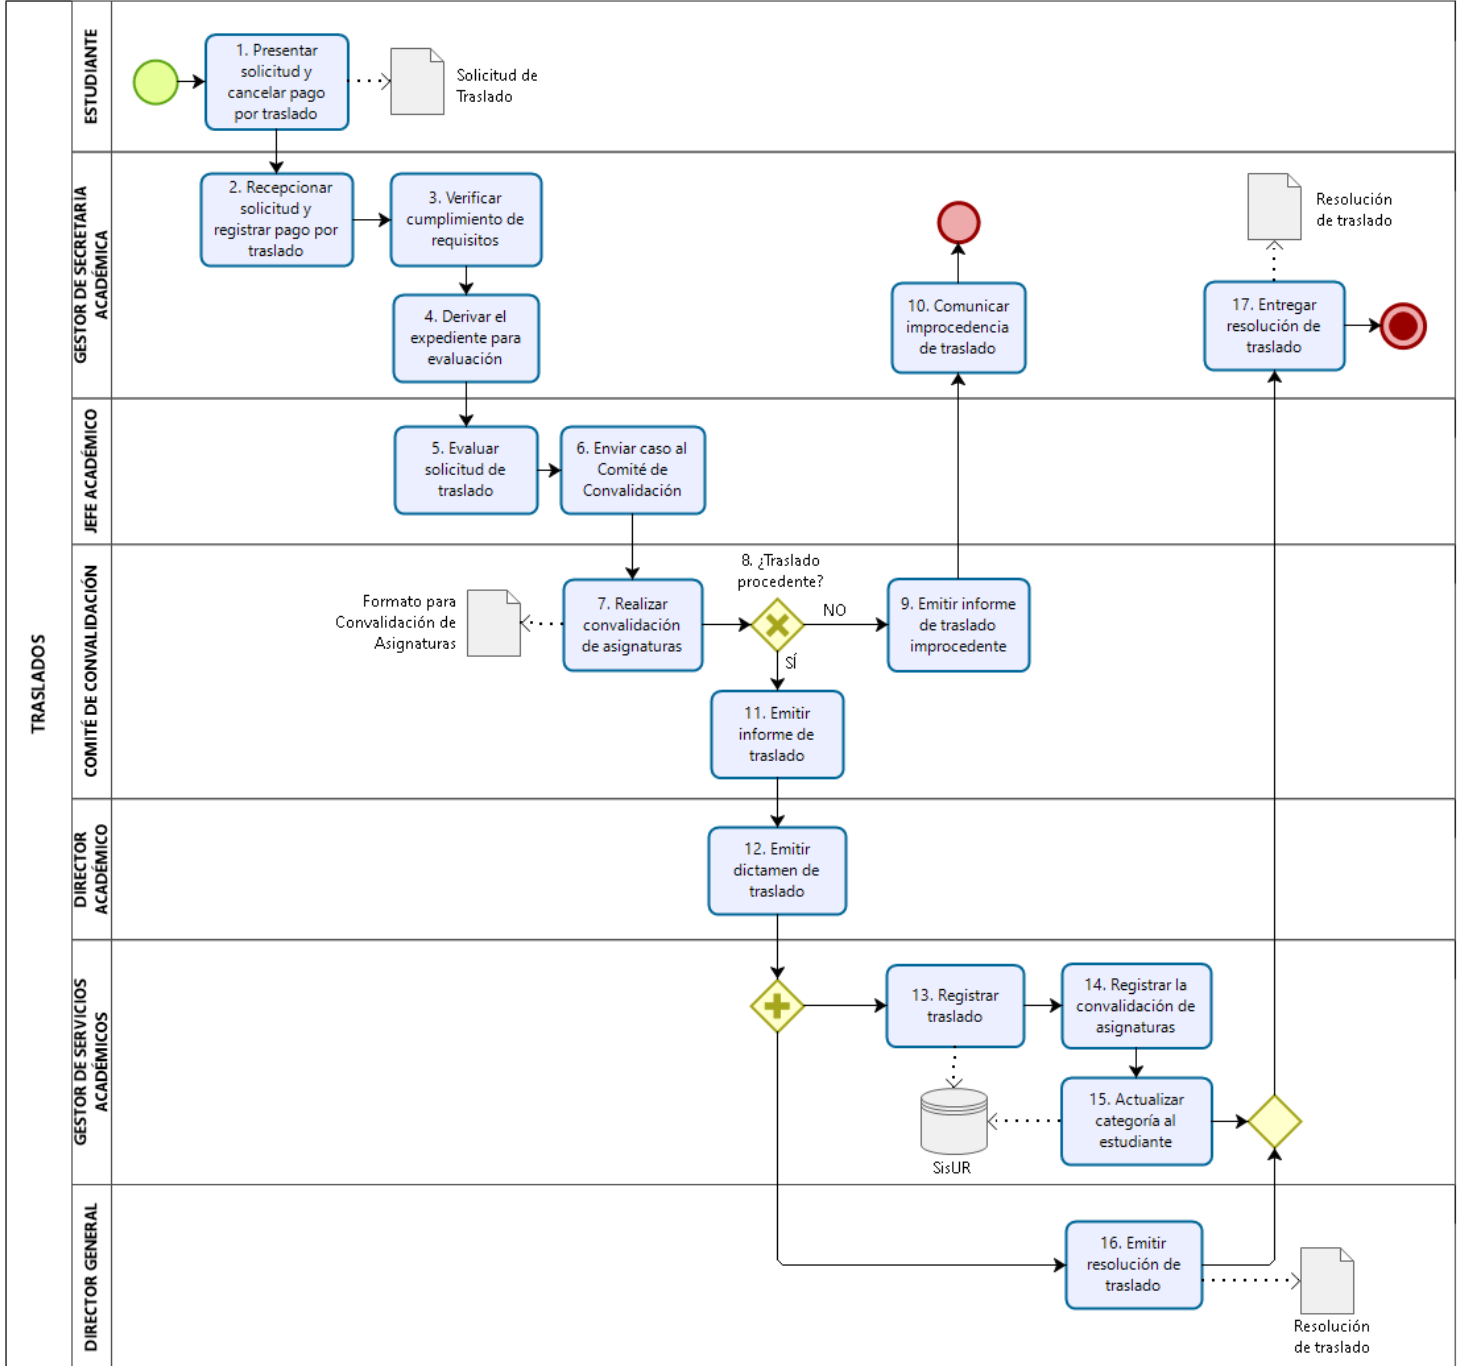 TRASLADOS
ESTUDIANTE
1. Presentar
solicitud y
cancelar pago
por traslado
Solicitud de
Traslado
GESTOR DE SECRETARIA
ACADÉMICA
2. Recepcionar
solicitud y
registrar pago por
traslado
3. Verificar
cumplimiento de
requisitos
4. Derivar el
expediente para
evaluación
10. Comunicar
improcedencia
de traslado
Resolución
de traslado
17. Entregar
resolución de
traslado
JEFE ACADÉMICO
5. Evaluar
solicitud de
traslado
6. Enviar caso al
Comité de
Convalidación
COMITÉ DE CONVALIDACIÓN
Formato para
Convalidación de
Asignaturas
7. Realizar
convalidación
de asignaturas
8. ¿Traslado
procedente?
NO
SÍ
9. Emitir informe
de traslado
improcedente
11. Emitir
informe de
traslado
DIRECTOR
ACADÉMICO
12. Emitir
dictamen de
traslado
GESTOR DE SERVICIOS
ACADÉMICOS
13. Registrar
traslado
14. Registrar la
convalidación de
asignaturas
15. Actualizar
categoría al
estudiante
SisUR
DIRECTOR GENERAL
16. Emitir
resolución de
traslado
Resolución
de traslado